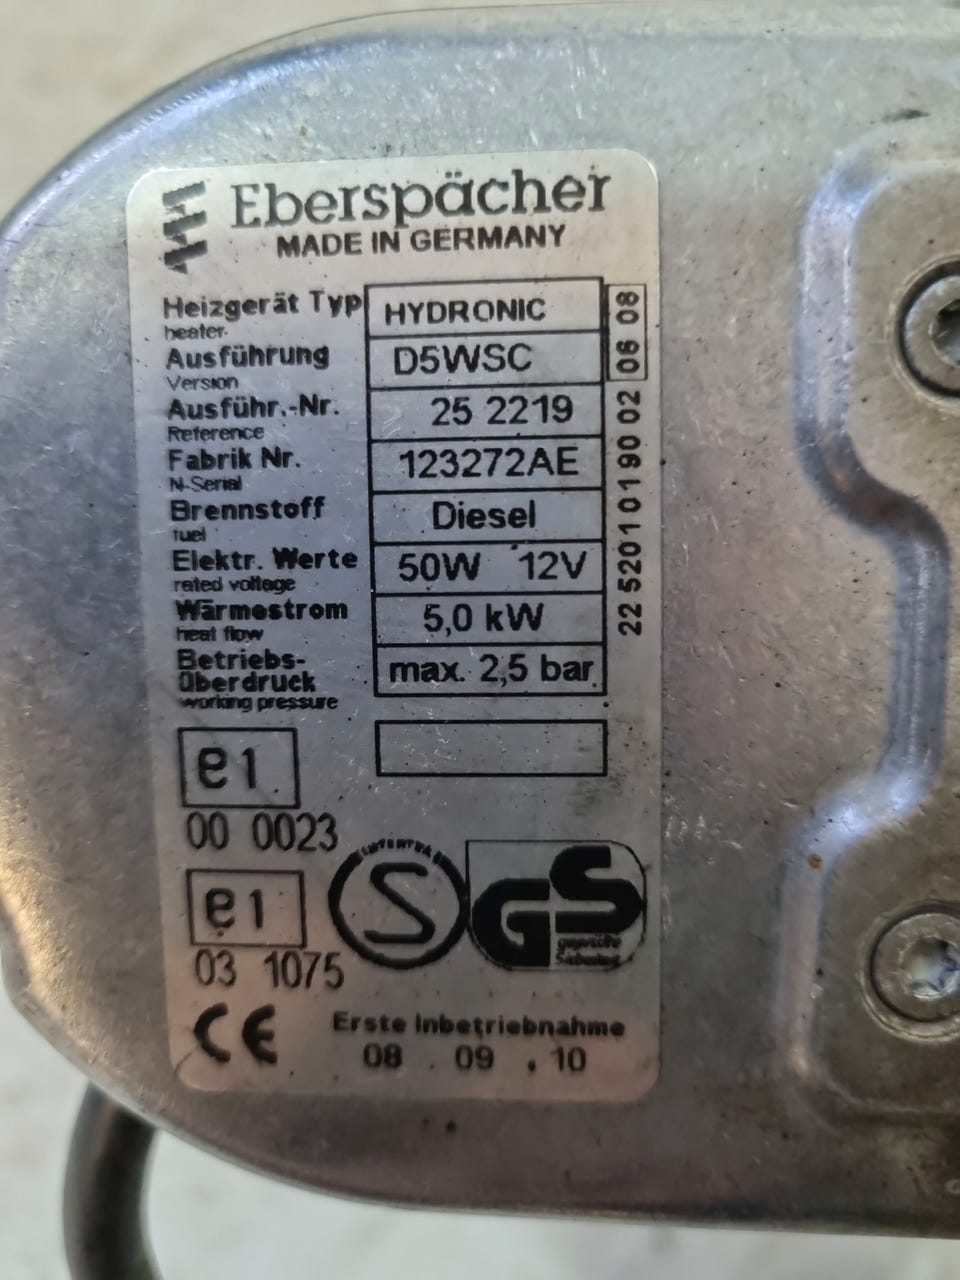 Eberspächer
MADE IN GERMANY
Heizgerät Typ HYDRONIC
heater
Ausführung D5WSC
Version
Ausführ.-Nr. 25 2219
Reference
Fabrik Nr. 123272AE
N-Serial
Brennstoff Diesel
fuel
Elektr. Werte 50W 12V
rated voltage
Wärmestrom 5,0 kW
heat flow
Betriebs-
überdruck max. 2,5 bar
working pressure
22 5201 0190 02 06 08
e1
00 0023
e1
03 1075
S
GS
geprüfte
CE
Erste Inbetriebnahme
08 . 09 . 10